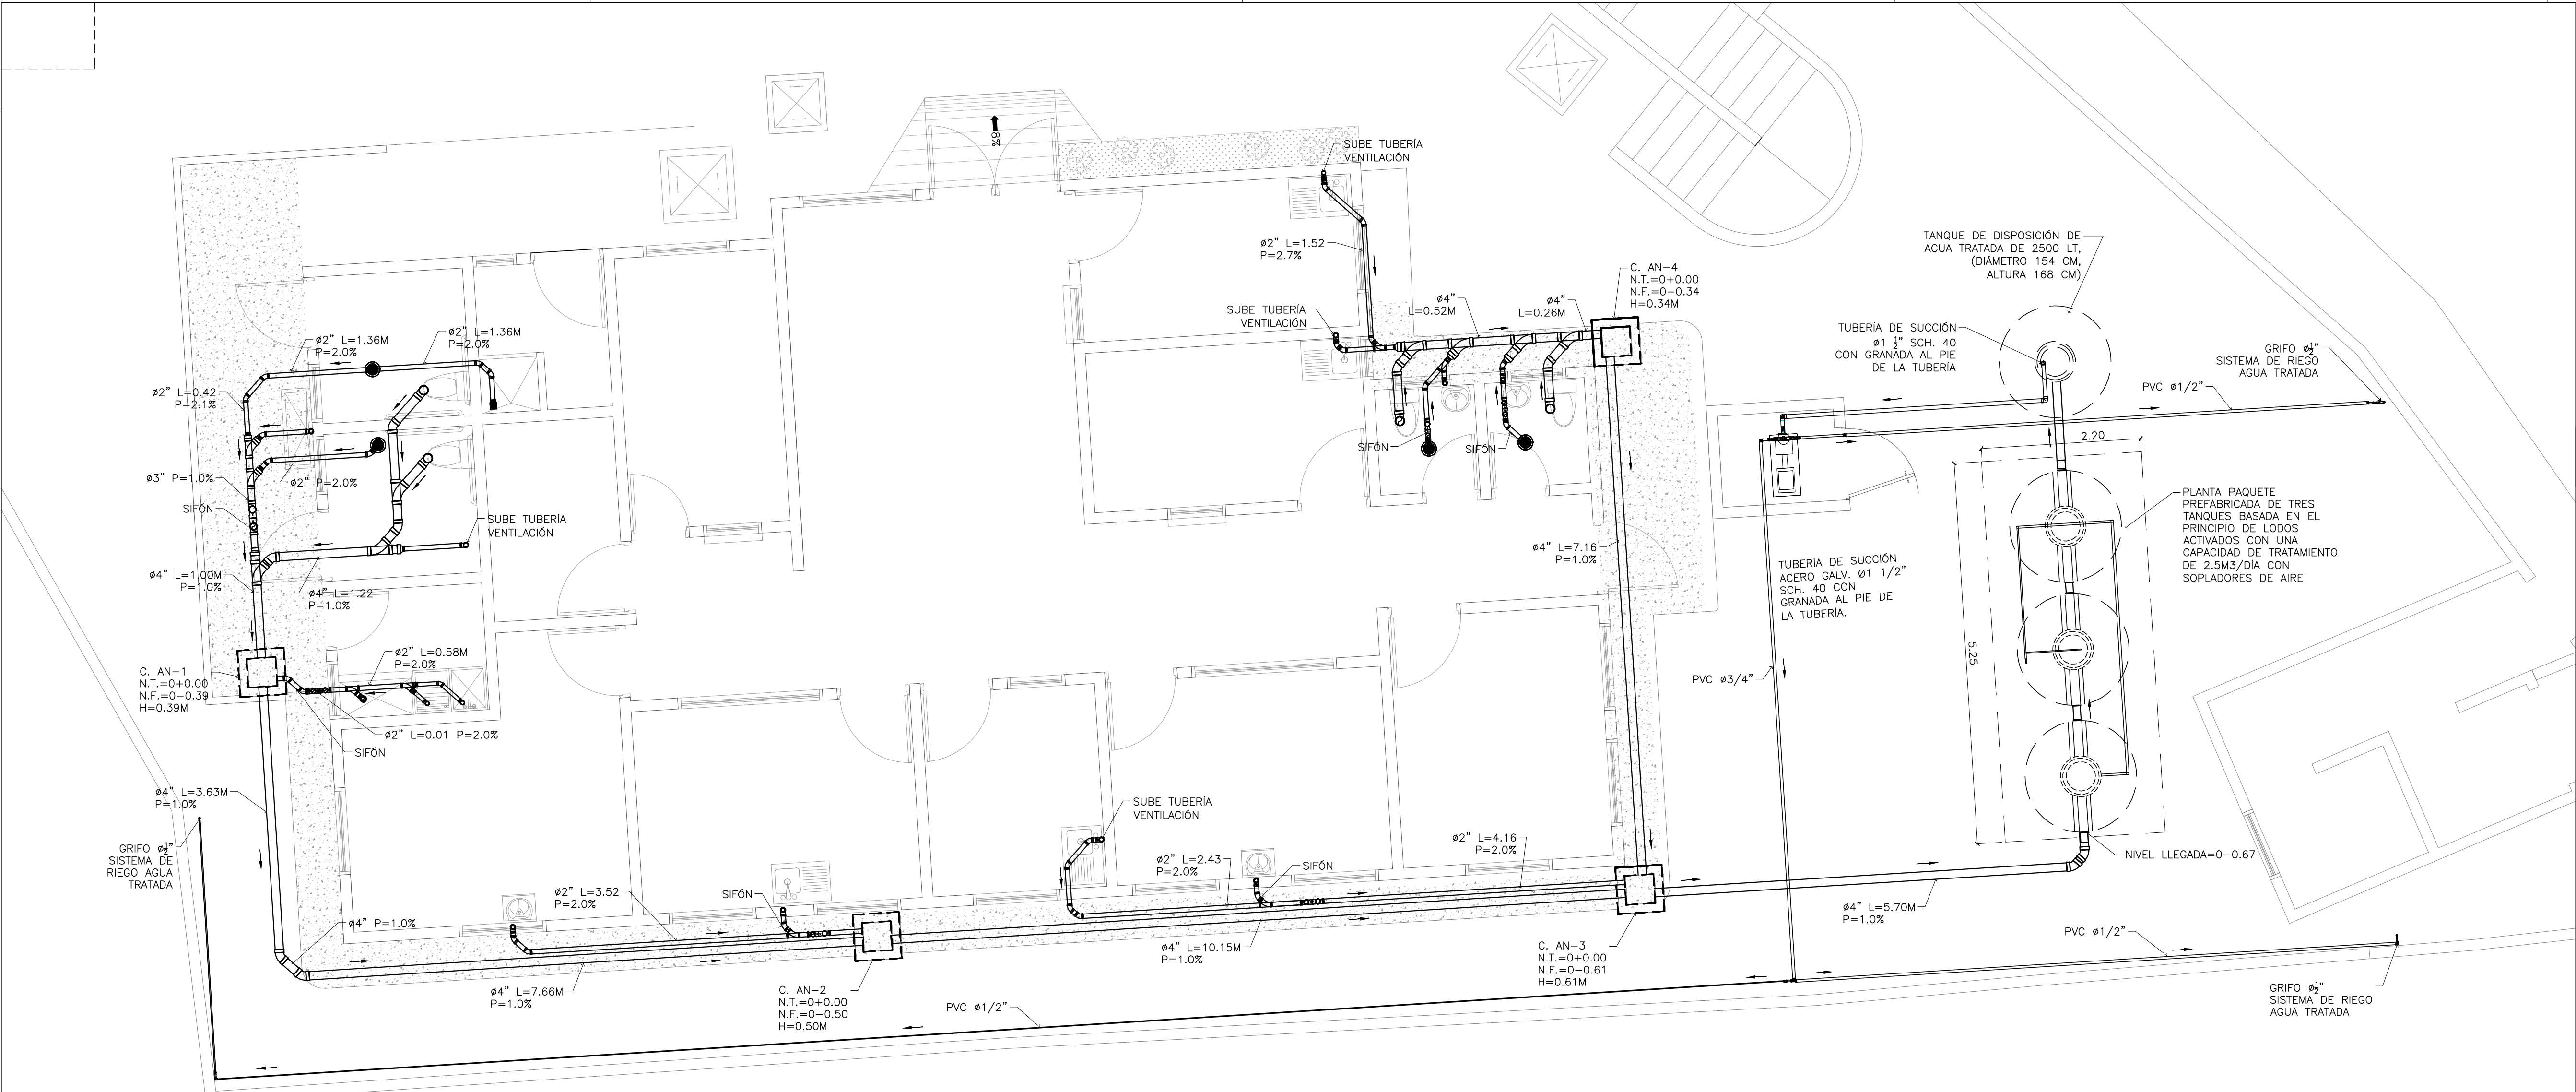 8%
SUBE TUBERÍA
VENTILACIÓN
ø2" L=1.52
P=2.7%
SUBE TUBERÍA
VENTILACIÓN
ø4"
L=0.52M
ø4"
L=0.26M
C. AN-4
N.T.=0+0.00
N.F.=0-0.34
H=0.34M
TANQUE DE DISPOSICIÓN DE
AGUA TRATADA DE 2500 LT,
(DIÁMETRO 154 CM,
ALTURA 168 CM)
TUBERÍA DE SUCCIÓN
ø1 ½" SCH. 40
CON GRANADA AL PIE
DE LA TUBERÍA
GRIFO ø½"
SISTEMA DE RIEGO
AGUA TRATADA
PVC ø1/2"
ø2" L=1.36M
P=2.0%
ø2" L=1.36M
P=2.0%
ø2" L=0.42
P=2.1%
ø3" P=1.0%
ø2" P=2.0%
SIFÓN
SUBE TUBERÍA
VENTILACIÓN
ø4" L=1.00M
P=1.0%
ø4" L=1.22
P=1.0%
SIFÓN
SIFÓN
2.20
5.25
PLANTA PAQUETE
PREFABRICADA DE TRES
TANQUES BASADA EN EL
PRINCIPIO DE LODOS
ACTIVADOS CON UNA
CAPACIDAD DE TRATAMIENTO
DE 2.5M3/DÍA CON
SOPLADORES DE AIRE
ø4" L=7.16
P=1.0%
TUBERÍA DE SUCCIÓN
ACERO GALV. Ø1 1/2"
SCH. 40 CON
GRANADA AL PIE DE
LA TUBERÍA.
PVC ø3/4"
C. AN-1
N.T.=0+0.00
N.F.=0-0.39
H=0.39M
ø2" L=0.58M
P=2.0%
ø2" L=0.01 P=2.0%
SIFÓN
ø4" L=3.63M
P=1.0%
GRIFO ø½"
SISTEMA DE
RIEGO AGUA
TRATADA
ø4" P=1.0%
ø2" L=3.52
P=2.0%
SIFÓN
SUBE TUBERÍA
VENTILACIÓN
ø2" L=2.43
P=2.0%
SIFÓN
ø2" L=4.16
P=2.0%
NIVEL LLEGADA=0-0.67
ø4" L=7.66M
P=1.0%
C. AN-2
N.T.=0+0.00
N.F.=0-0.50
H=0.50M
ø4" L=10.15M
P=1.0%
C. AN-3
N.T.=0+0.00
N.F.=0-0.61
H=0.61M
ø4" L=5.70M
P=1.0%
PVC ø1/2"
PVC ø1/2"
GRIFO ø½"
SISTEMA DE RIEGO
AGUA TRATADA